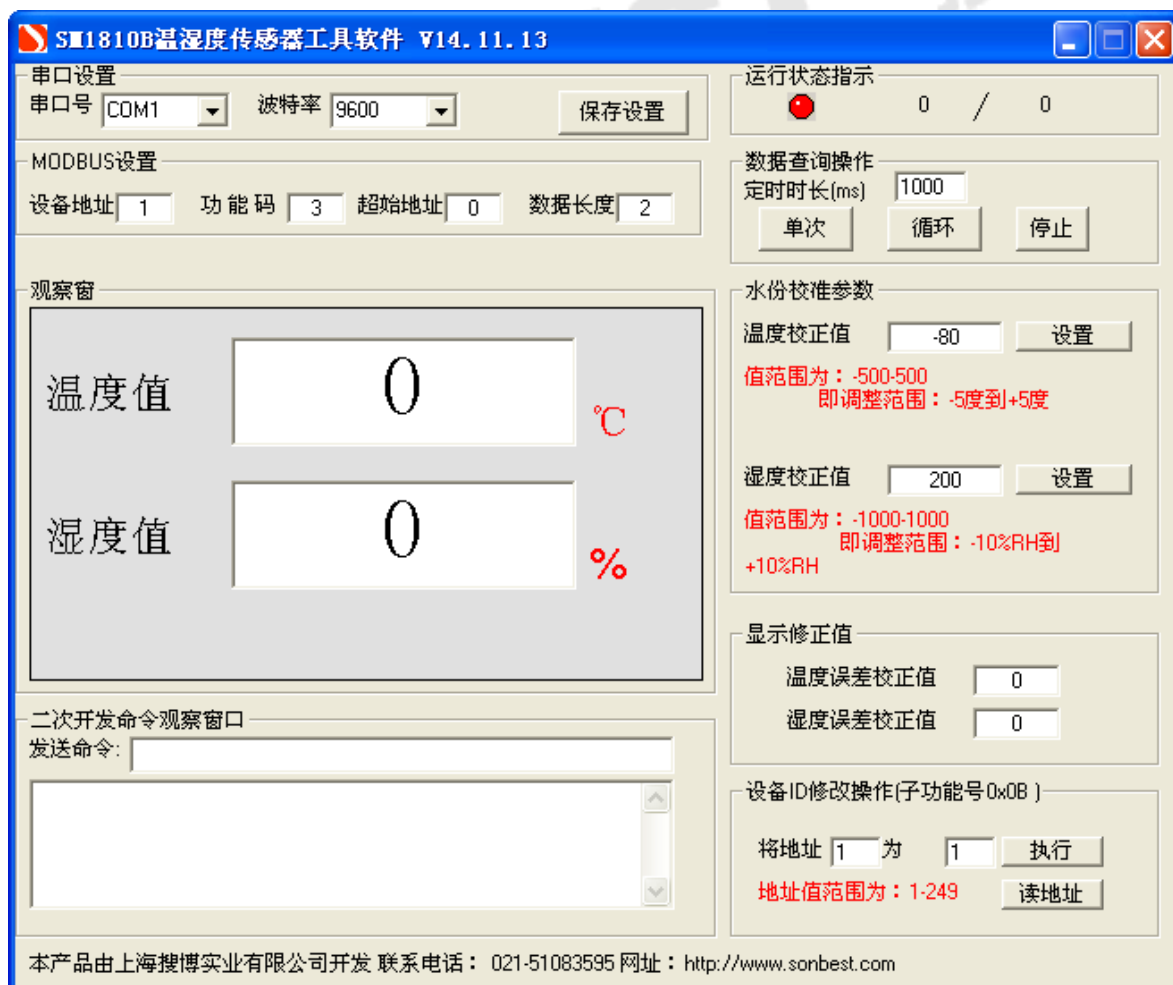 SM1810B温湿度传感器工具软件 V14.11.13
串口设置
串口号 COM1 波特率 9600 保存设置
运行状态指示
0 / 0
MODBUS设置
设备地址 1 功能码 3 超始地址 0 数据长度 2
数据查询操作
定时时长(ms) 1000
单次 循环 停止
观察窗
温度值 0 ℃
湿度值 0 %
水份校准参数
温度校正值 -80 设置
值范围为：-500-500
即调整范围：-5度到+5度
湿度校正值 200 设置
值范围为：-1000-1000
即调整范围：-10%RH到
+10%RH
显示修正值
温度误差校正值 0
湿度误差校正值 0
二次开发命令观察窗口
发送命令:
设备ID修改操作(子功能号0x0B )
将地址 1 为 1 执行
地址值范围为：1-249 读地址
本产品由上海搜博实业有限公司开发 联系电话： 021-51083595 网址：http://www.sonbest.com